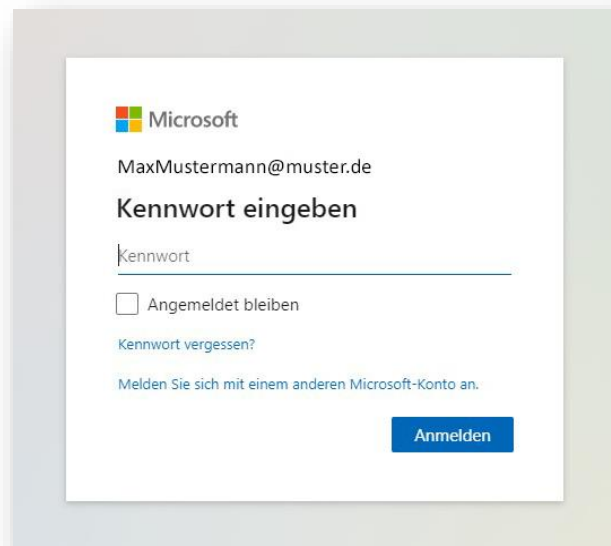 Microsoft
MaxMustermann@muster.de
Kennwort eingeben
Kennwort
Angemeldet bleiben
Kennwort vergessen?
Melden Sie sich mit einem anderen Microsoft-Konto an.
Anmelden